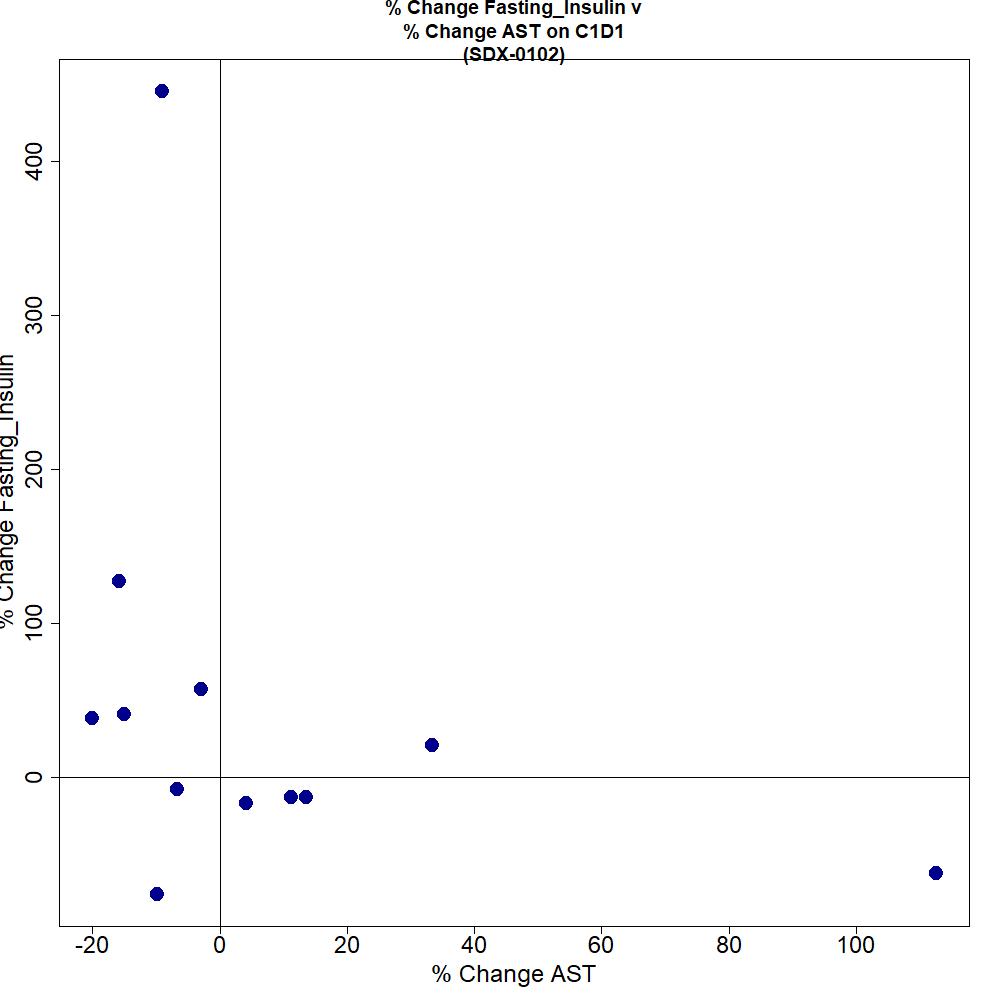 % Change Fasting_Insulin v
% Change AST on C1D1
(SDX-0102)
400
300
200
100
0
% Change Fasting_Insulin
-20 0 20 40 60 80 100
% Change AST